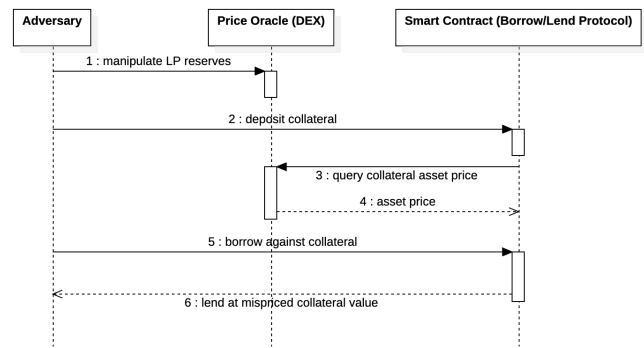 Adversary
Price Oracle (DEX)
Smart Contract (Borrow/Lend Protocol)
1 : manipulate LP reserves
2 : deposit collateral
3 : query collateral asset price
4 : asset price
5 : borrow against collateral
6 : lend at mispriced collateral value